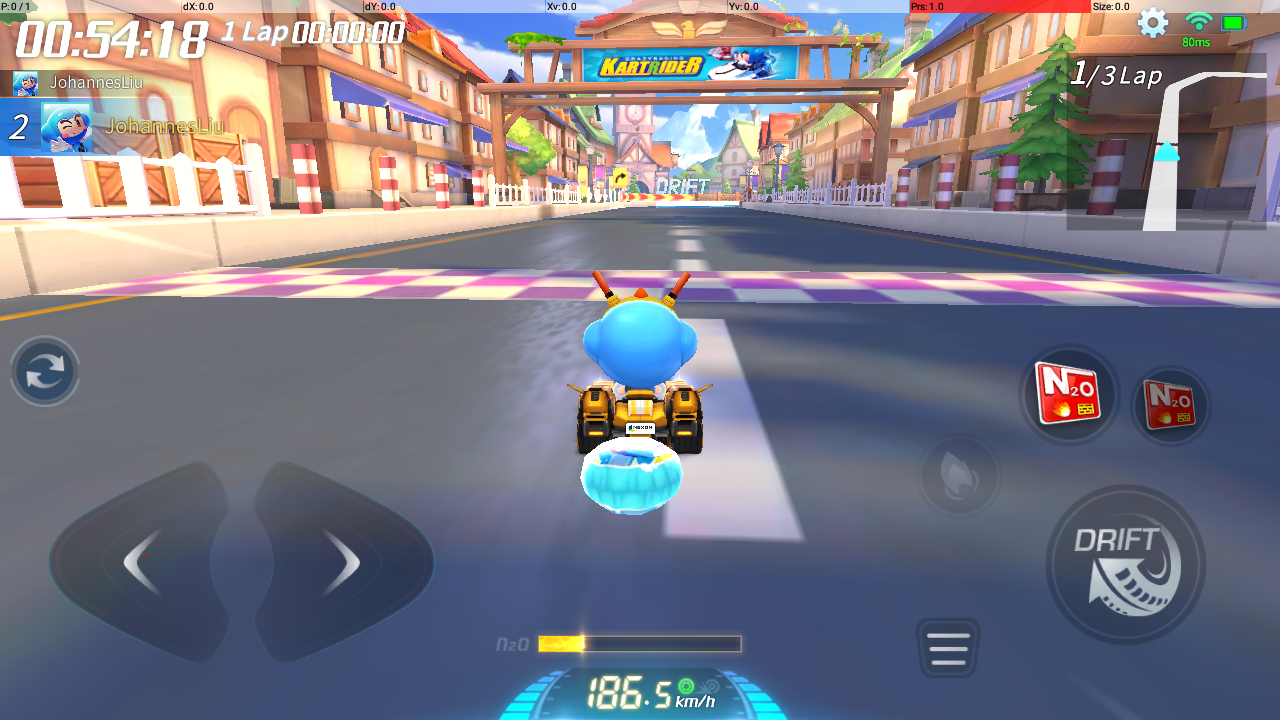 P: 0 / 1 dX: 0.0 dY: 0.0 Xv: 0.0 Yv: 0.0 Prs: 1.0 Size: 0.0
00:54:18 1 Lap 00:00:00
80ms
JohannesLiu
1/3 Lap
2 JohannesLiu
CRAZYRACING
KARTRIDER
DRIFT
N2O
N2O
NEXON
DRIFT
N2O
186.5 km/h